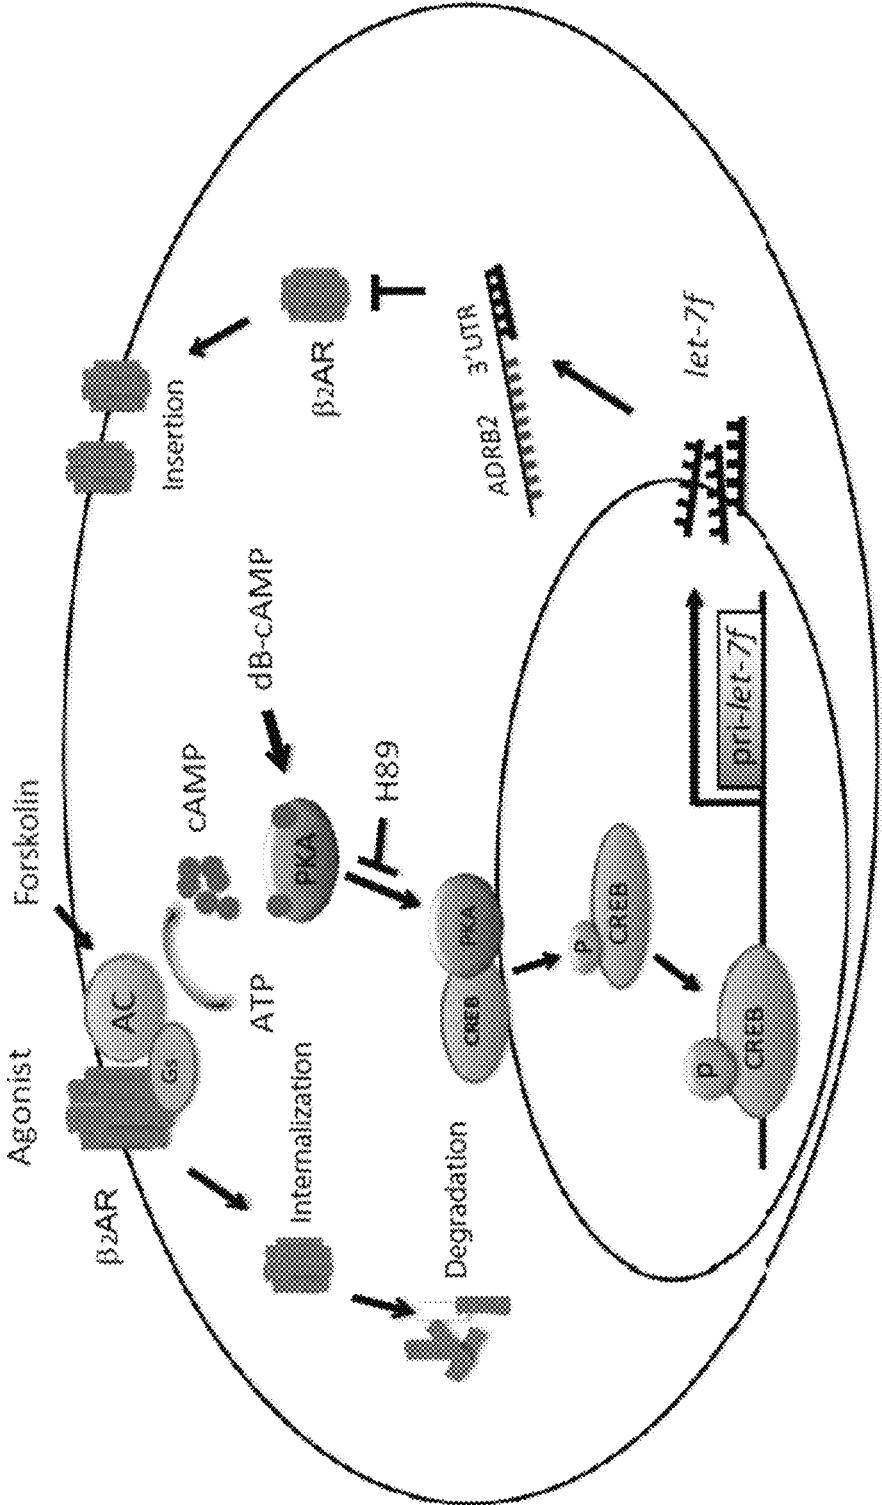 Agonist
Forskolin
β2AR
AC
Gs
ATP
cAMP
PKA
dB-cAMP
H89
Insertion
β2AR
Internalization
Degradation
CREB
PKA
ADRB2
3'UTR
P
CREB
P
CREB
pri-let-7f
let-7f